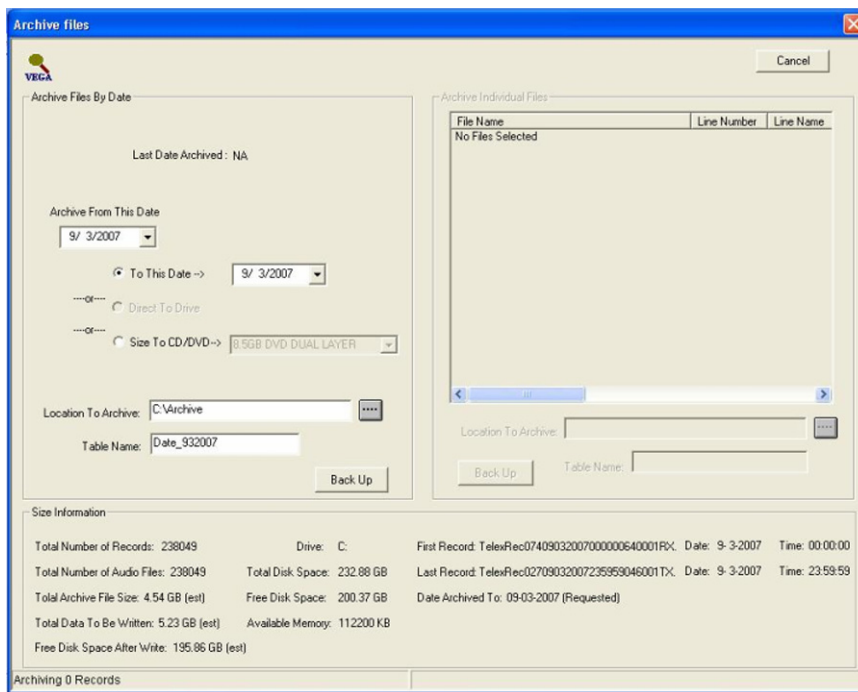 Archive files
Cancel
VEGA
Archive Files By Date
Last Date Archived : NA
Archive From This Date
9/ 3/2007
To This Date -->
9/ 3/2007
----or----
Direct To Drive
----or----
Size To CD/DVD-->
8.5GB DVD DUAL LAYER
Location To Archive:
C:\Archive
....
Table Name:
Date_932007
Back Up
Archive Individual Files
File Name
Line Number
Line Name
No Files Selected
Location To Archive:
....
Back Up
Table Name:
Size Information
Total Number of Records: 238049
Drive: C:
First Record: TelexRec07409032007000000640001RX. Date: 9- 3-2007 Time: 00:00:00
Total Number of Audio Files: 238049
Total Disk Space: 232.88 GB
Last Record: TelexRec02709032007235959046001TX. Date: 9- 3-2007 Time: 23:59:59
Total Archive File Size: 4.54 GB (est)
Free Disk Space: 200.37 GB
Date Archived To: 09-03-2007 (Requested)
Total Data To Be Written: 5.23 GB (est)
Available Memory: 112200 KB
Free Disk Space After Write: 195.86 GB (est)
Archiving 0 Records